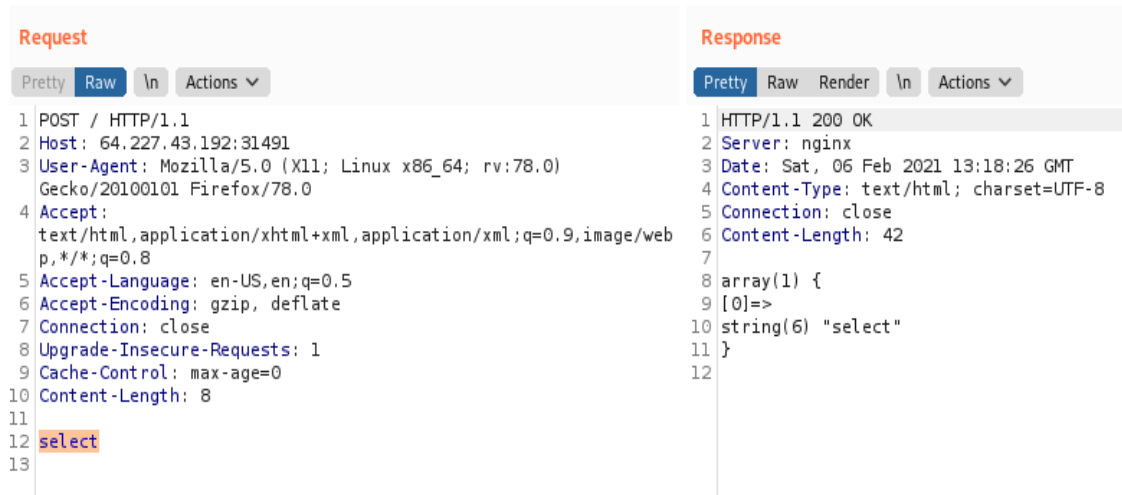 Request
Pretty Raw \n Actions
1 POST / HTTP/1.1
2 Host: 64.227.43.192:31491
3 User-Agent: Mozilla/5.0 (X11; Linux x86_64; rv:78.0)
Gecko/20100101 Firefox/78.0
4 Accept:
text/html,application/xhtml+xml,application/xml;q=0.9,image/web
p,*/*;q=0.8
5 Accept-Language: en-US,en;q=0.5
6 Accept-Encoding: gzip, deflate
7 Connection: close
8 Upgrade-Insecure-Requests: 1
9 Cache-Control: max-age=0
10 Content-Length: 8
11
12 select
13
Response
Pretty Raw Render \n Actions
1 HTTP/1.1 200 OK
2 Server: nginx
3 Date: Sat, 06 Feb 2021 13:18:26 GMT
4 Content-Type: text/html; charset=UTF-8
5 Connection: close
6 Content-Length: 42
7
8 array(1) {
9 [0]=>
10 string(6) "select"
11 }
12